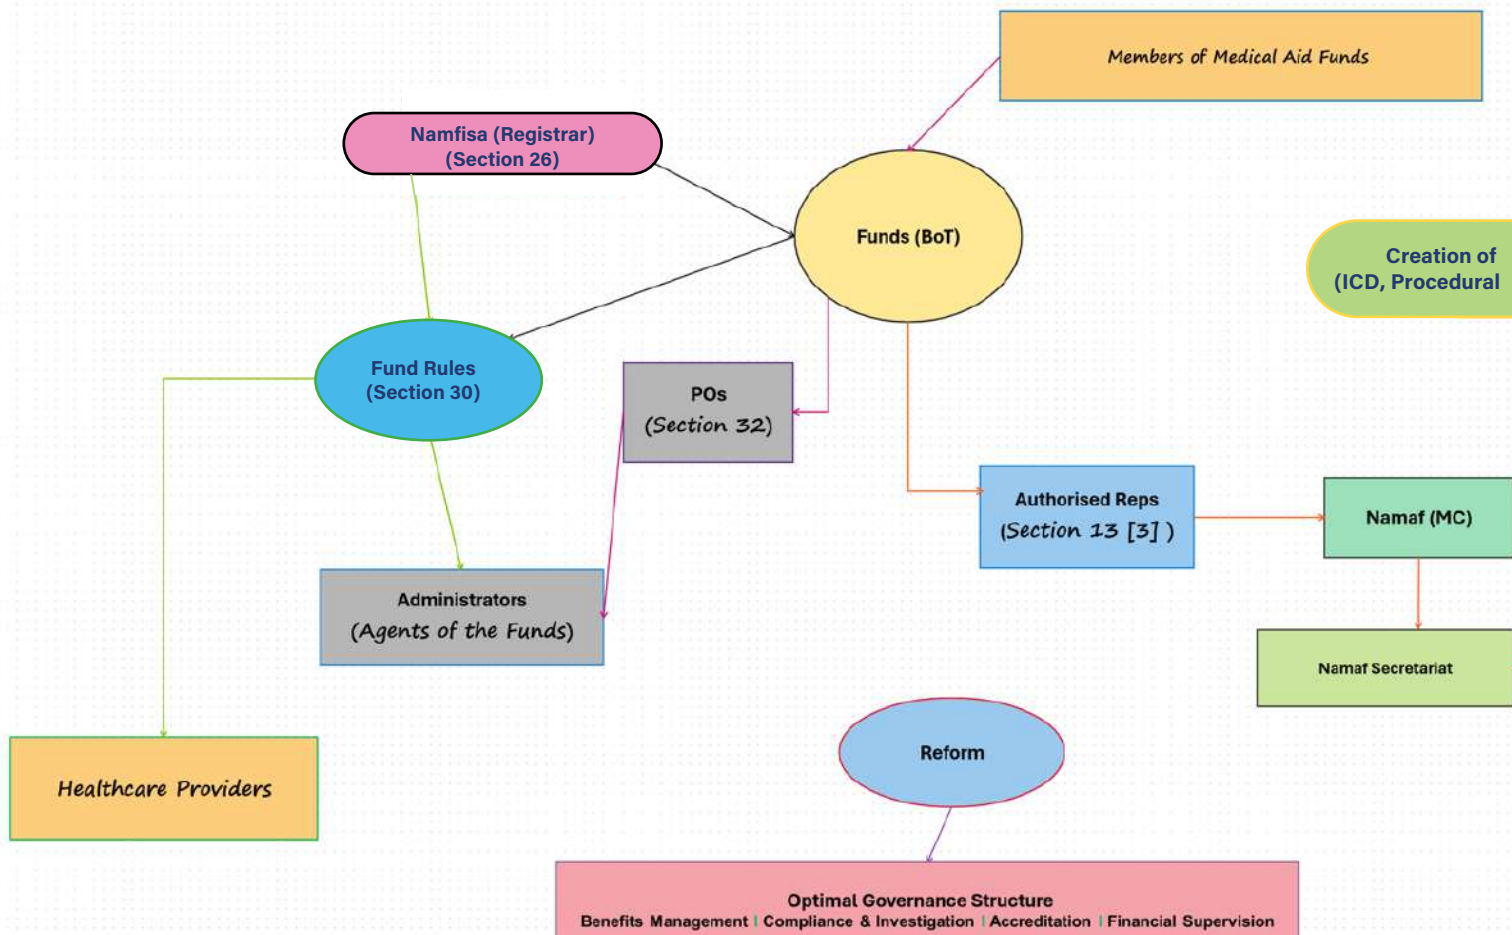 Members of Medical Aid Funds
Namfisa (Registrar)
(Section 26)
Funds (BoT)
Creation of
(ICD, Procedural
Fund Rules
(Section 30)
POs
(Section 32)
Authorised Reps
(Section 13 [3] )
Namaf (MC)
Administrators
(Agents of the Funds)
Namaf Secretariat
Reform
Healthcare Providers
Optimal Governance Structure
Benefits Management | Compliance & Investigation | Accreditation | Financial Supervision